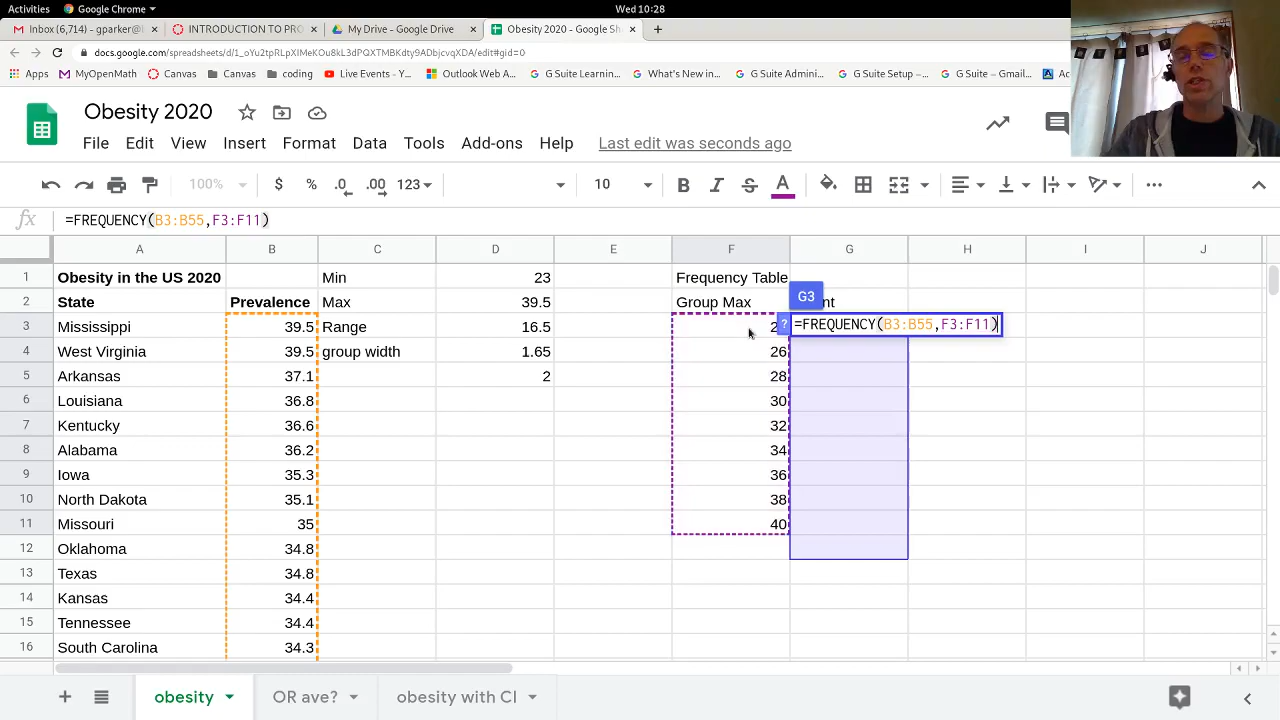 Activities
Google Chrome
Wed 10:28
Inbox (6,714) - gparker@
INTRODUCTION TO PRO
My Drive - Google Drive
Obesity 2020 - Google Sh
docs.google.com/spreadsheets/d/1_oYu2tpRLpXIMeKOu8kL3dPQXTMBKdty9ADbjcvqXDA/edit#gid=0
Apps
MyOpenMath
Canvas
Canvas
coding
Live Events - Y...
Outlook Web A...
G Suite Learnin...
What's New in...
G Suite Admini...
G Suite Setup –...
G Suite – Gmail...
Obesity 2020
File Edit View Insert Format Data Tools Add-ons Help Last edit was seconds ago
100% $ % .0 .00 123 10 B I S A
fx =FREQUENCY(B3:B55,F3:F11)
A B C D E F G H I J
1 Obesity in the US 2020 Min 23 Frequency Table
2 State Prevalence Max 39.5 Group Max G3 nt
3 Mississippi 39.5 Range 16.5 2 ? =FREQUENCY(B3:B55,F3:F11)
4 West Virginia 39.5 group width 1.65 26
5 Arkansas 37.1 2 28
6 Louisiana 36.8 30
7 Kentucky 36.6 32
8 Alabama 36.2 34
9 Iowa 35.3 36
10 North Dakota 35.1 38
11 Missouri 35 40
12 Oklahoma 34.8
13 Texas 34.8
14 Kansas 34.4
15 Tennessee 34.4
16 South Carolina 34.3
+ obesity OR ave? obesity with CI